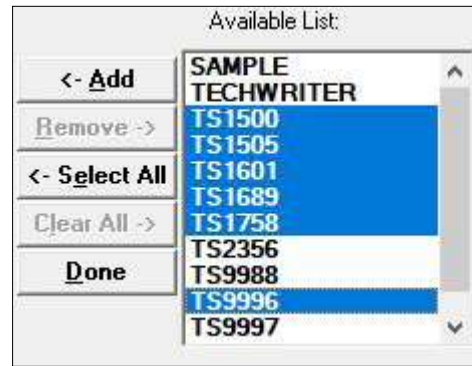 Available List:
<- Add
Remove ->
<- Select All
Clear All ->
Done
SAMPLE
TECHWRITER
TS1500
TS1505
TS1601
TS1689
TS1758
TS2356
TS9988
TS9996
TS9997